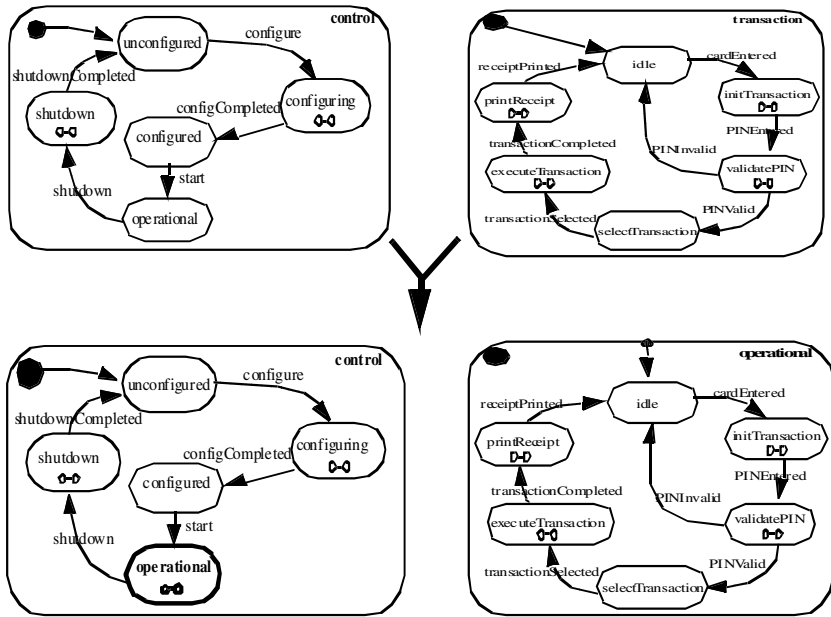 control
unconfigured
configure
shutdownCompleted
configuring
configCompleted
shutdown
configured
start
shutdown
operational
transaction
idle
cardEntered
receiptPrinted
initTransaction
printReceipt
PINEntered
transactionCompleted
PINInvalid
validatePIN
executeTransaction
PINValid
transactionSelected
selectTransaction
control
unconfigured
configure
shutdownCompleted
configuring
configCompleted
shutdown
configured
start
shutdown
operational
operational
idle
cardEntered
receiptPrinted
initTransaction
printReceipt
PINEntered
transactionCompleted
PINInvalid
validatePIN
executeTransaction
PINValid
transactionSelected
selectTransaction